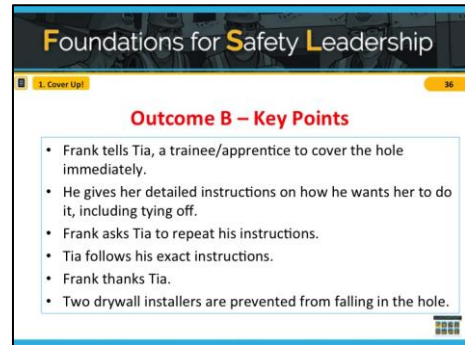 Foundations for Safety Leadership
1. Cover Up!
36
Outcome B – Key Points
• Frank tells Tia, a trainee/apprentice to cover the hole
immediately.
• He gives her detailed instructions on how he wants her to do
it, including tying off.
• Frank asks Tia to repeat his instructions.
• Tia follows his exact instructions.
• Frank thanks Tia.
• Two drywall installers are prevented from falling in the hole.